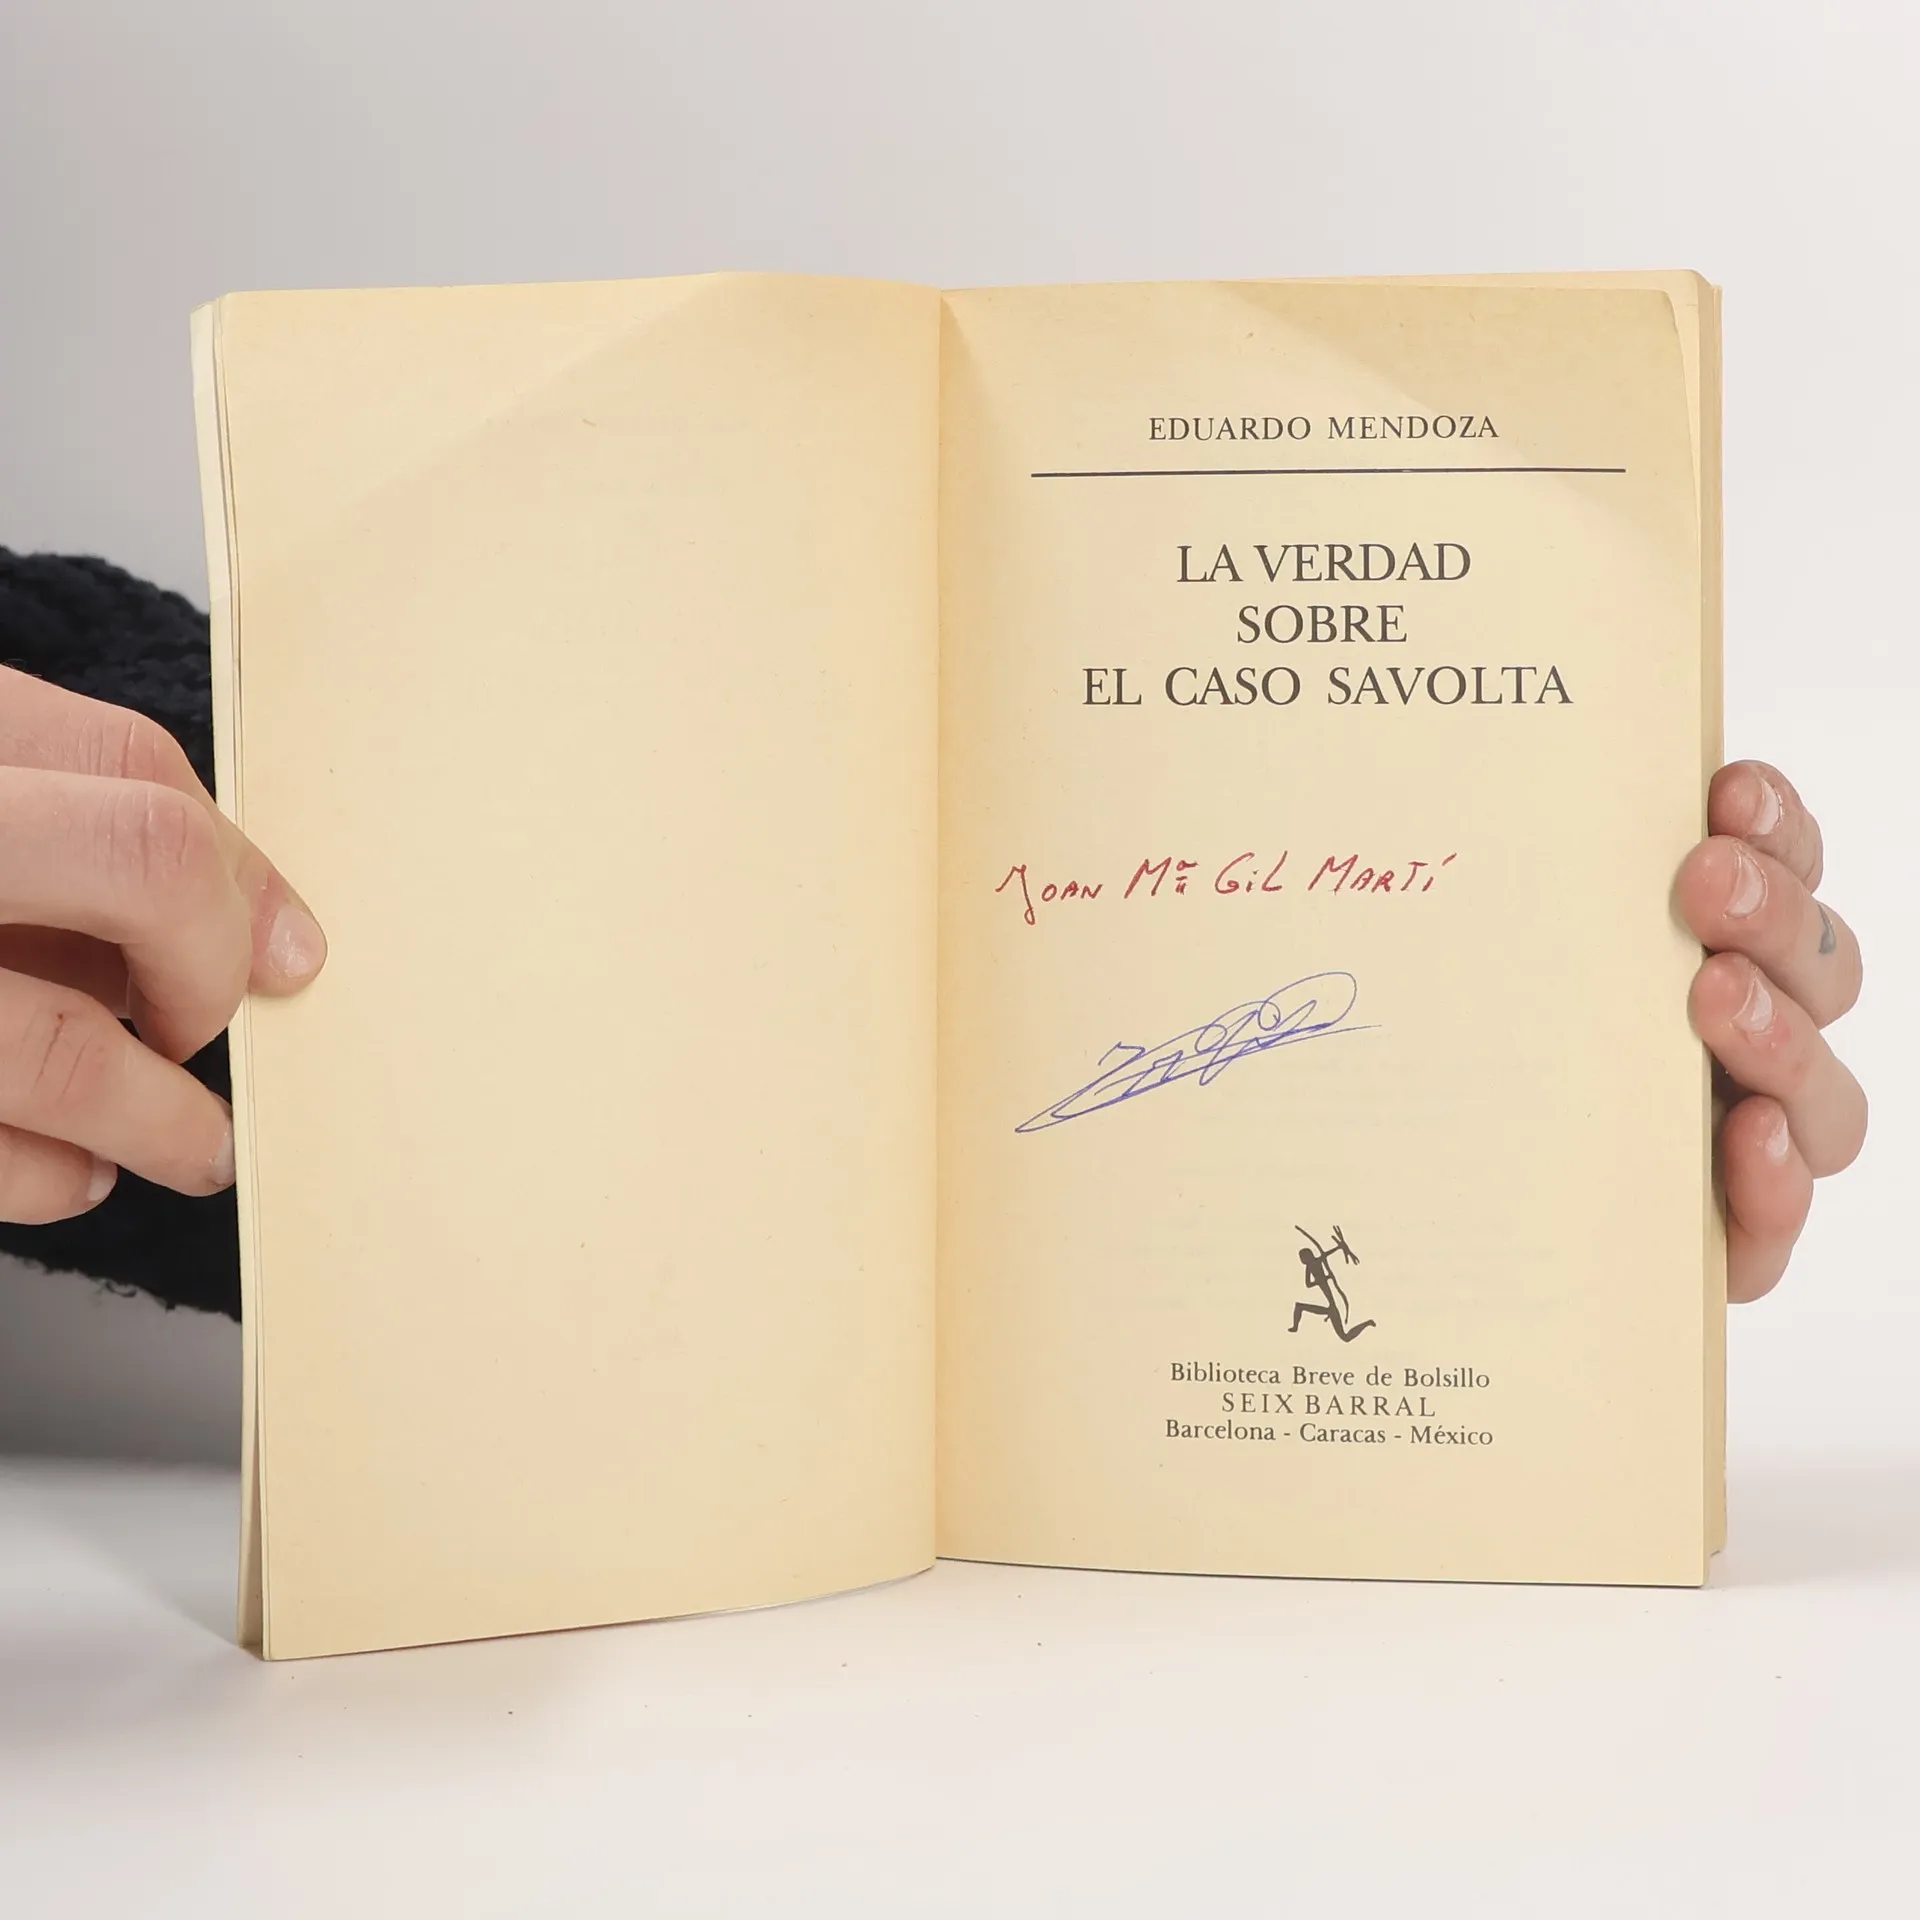 EDUARDO MENDOZA
LA VERDAD
SOBRE
EL CASO SAVOLTA
JOAN Mª GIL MARTÍ
Biblioteca Breve de Bolsillo
SEIX BARRAL
Barcelona - Caracas - México